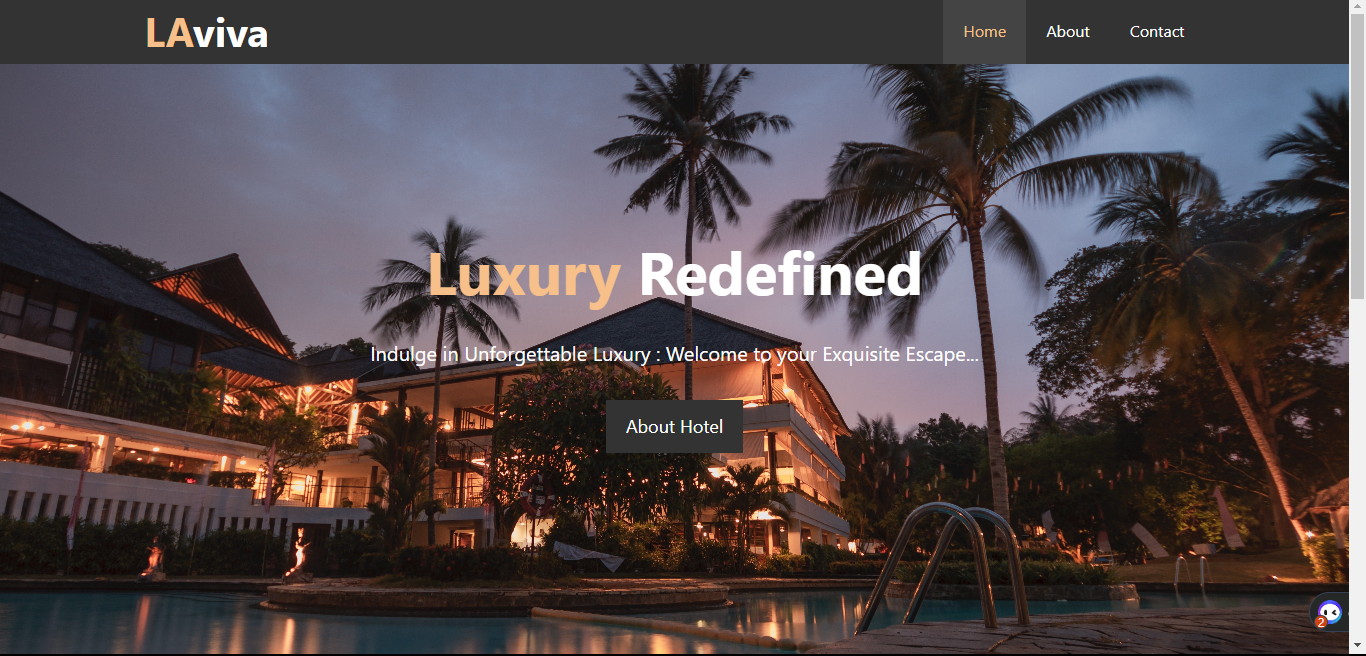 LAviva
Home About Contact
Luxury Redefined
Indulge in Unforgettable Luxury : Welcome to your Exquisite Escape...
About Hotel
2